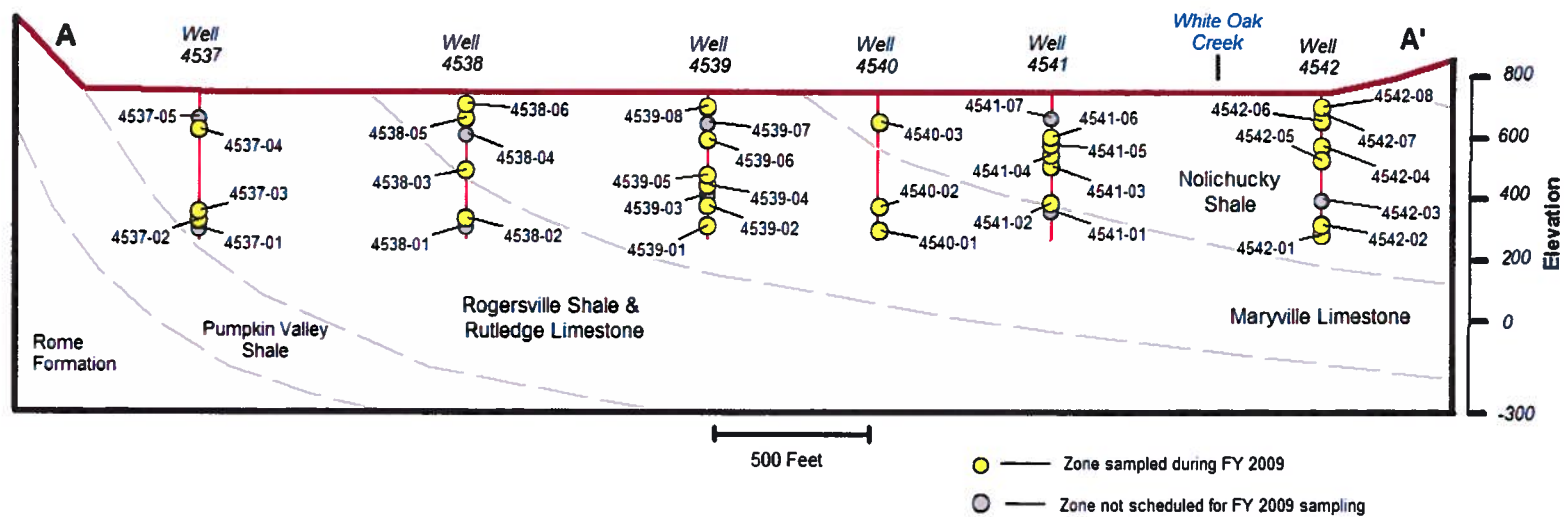 A
Well
4537
Well
4538
Well
4539
Well
4540
Well
4541
White Oak
Creek
Well
4542
A'
800
600
400
200
0
-300
Elevation
4537-05
4537-04
4537-03
4537-02
4537-01
4538-06
4538-05
4538-04
4538-03
4538-02
4538-01
4539-08
4539-07
4539-06
4539-05
4539-04
4539-03
4539-02
4539-01
4540-03
4540-02
4540-01
4541-07
4541-06
4541-05
4541-04
4541-03
4541-02
4541-01
4542-08
4542-06
4542-07
4542-05
4542-04
4542-03
4542-02
4542-01
Nolichucky
Shale
Rogersville Shale &
Rutledge Limestone
Maryville Limestone
Pumpkin Valley
Shale
Rome
Formation
500 Feet
Zone sampled during FY 2009
Zone not scheduled for FY 2009 sampling